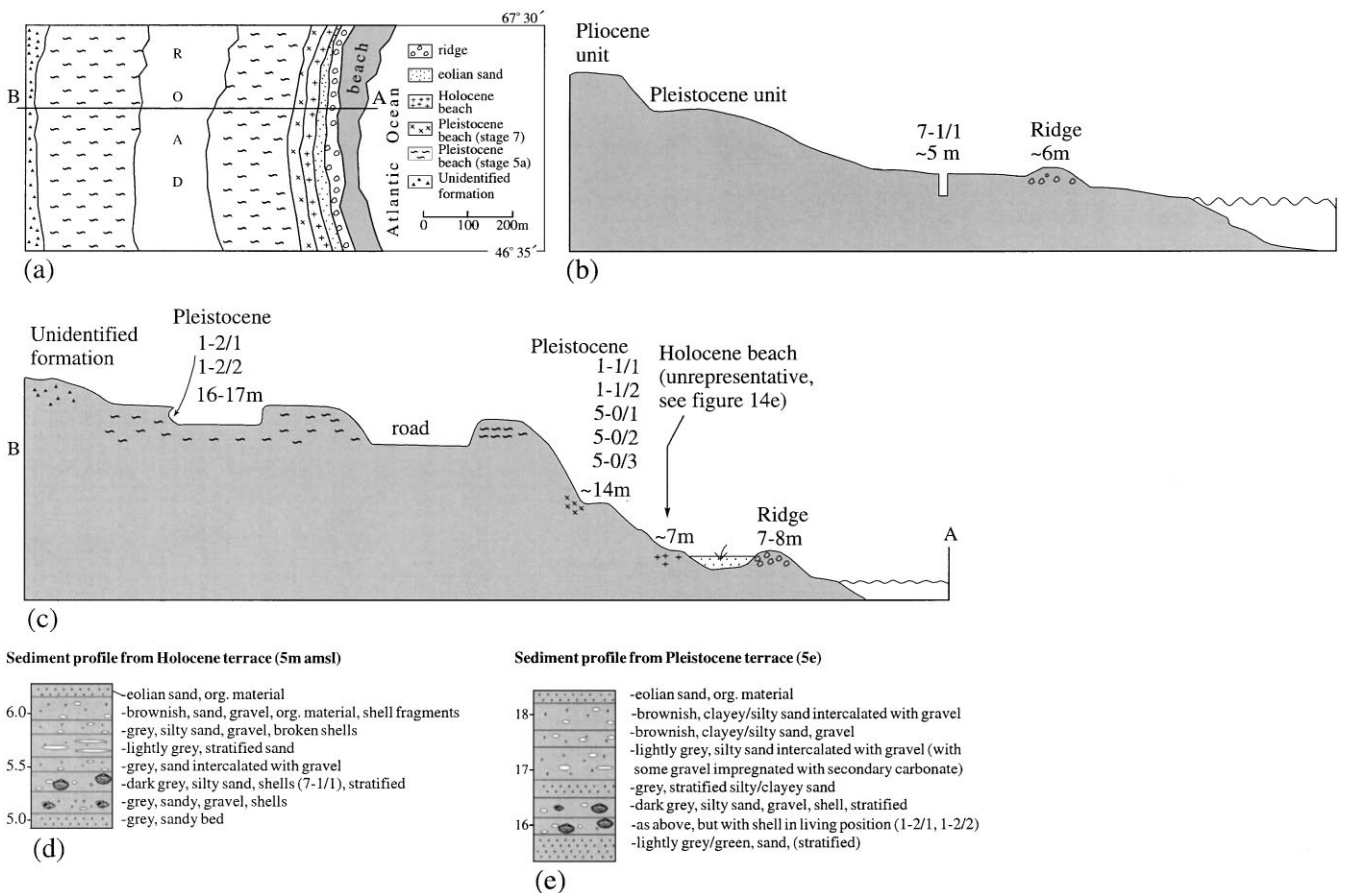 67°30´
R
O
A
D
B
A
beach
Atlantic Ocean
ridge
eolian sand
Holocene
beach
Pleistocene
beach (stage 7)
Pleistocene
beach (stage 5a)
Unidentified
formation
0 100 200m
46°35´
(a)
Pliocene
unit
Pleistocene unit
7-1/1
~5 m
Ridge
~6m
(b)
Unidentified
formation
Pleistocene
1-2/1
1-2/2
16-17m
road
Pleistocene
1-1/1
1-1/2
5-0/1
5-0/2
5-0/3
~14m
Holocene beach
(unrepresentative,
see figure 14e)
~7m
Ridge
7-8m
B
A
(c)
Sediment profile from Holocene terrace (5m amsl)
6.0
5.5
5.0
-eolian sand, org. material
-brownish, sand, gravel, org. material, shell fragments
-grey, silty sand, gravel, broken shells
-lightly grey, stratified sand
-grey, sand intercalated with gravel
-dark grey, silty sand, shells (7-1/1), stratified
-grey, sandy, gravel, shells
-grey, sandy bed
(d)
Sediment profile from Pleistocene terrace (5e)
18
17
16
-eolian sand, org. material
-brownish, clayey/silty sand intercalated with gravel
-brownish, clayey/silty sand, gravel
-lightly grey, silty sand intercalated with gravel (with
some gravel impregnated with secondary carbonate)
-grey, stratified silty/clayey sand
-dark grey, silty sand, gravel, shell, stratified
-as above, but with shell in living position (1-2/1, 1-2/2)
-lightly grey/green, sand, (stratified)
(e)